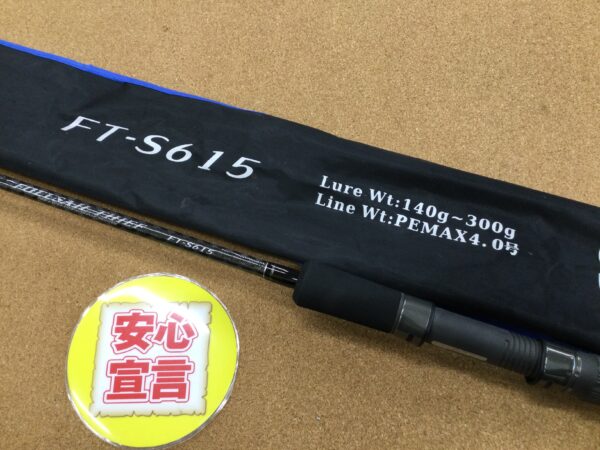 FT-S615
Lure Wt:140g~300g
Line Wt:PEMAX4.0号
FT-S615
安心
宣言